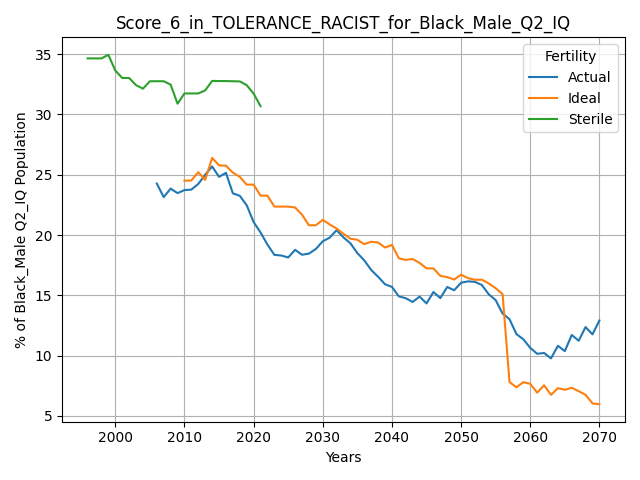 Score_6_in_TOLERANCE_RACIST_for_Black_Male_Q2_IQ
Fertility
Actual
Ideal
Sterile
% of Black_Male Q2_IQ Population
35
30
25
20
15
10
5
2000 2010 2020 2030 2040 2050 2060 2070
Years